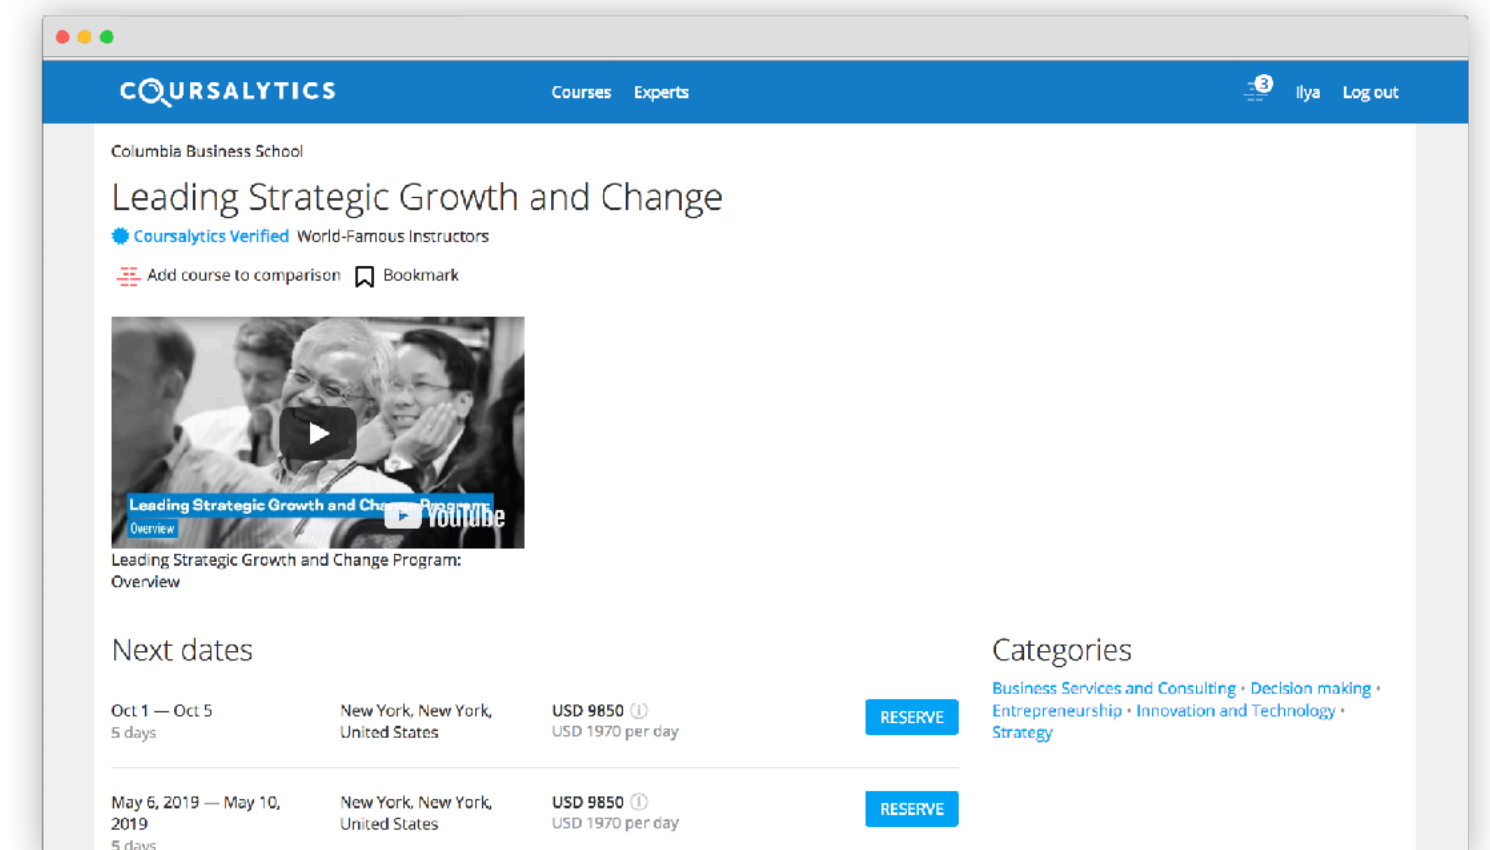 COURSALYTICS
Courses Experts
3
Ilya Log out
Columbia Business School
Leading Strategic Growth and Change
Coursalytics Verified World-Famous Instructors
Add course to comparison Bookmark
Leading Strategic Growth and Change Program:
Overview
YouTube
Leading Strategic Growth and Change Program:
Overview
Next dates
Oct 1 — Oct 5
5 days
New York, New York,
United States
USD 9850
USD 1970 per day
RESERVE
May 6, 2019 — May 10,
2019
5 days
New York, New York,
United States
USD 9850
USD 1970 per day
RESERVE
Categories
Business Services and Consulting • Decision making •
Entrepreneurship • Innovation and Technology •
Strategy